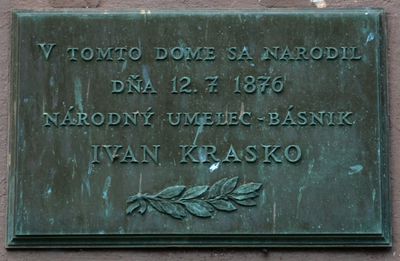 V TOMTO DOME SA NARODIL
DŇA 12. 7. 1876
NÁRODNÝ UMELEC-BÁSNIK
IVAN KRASKO